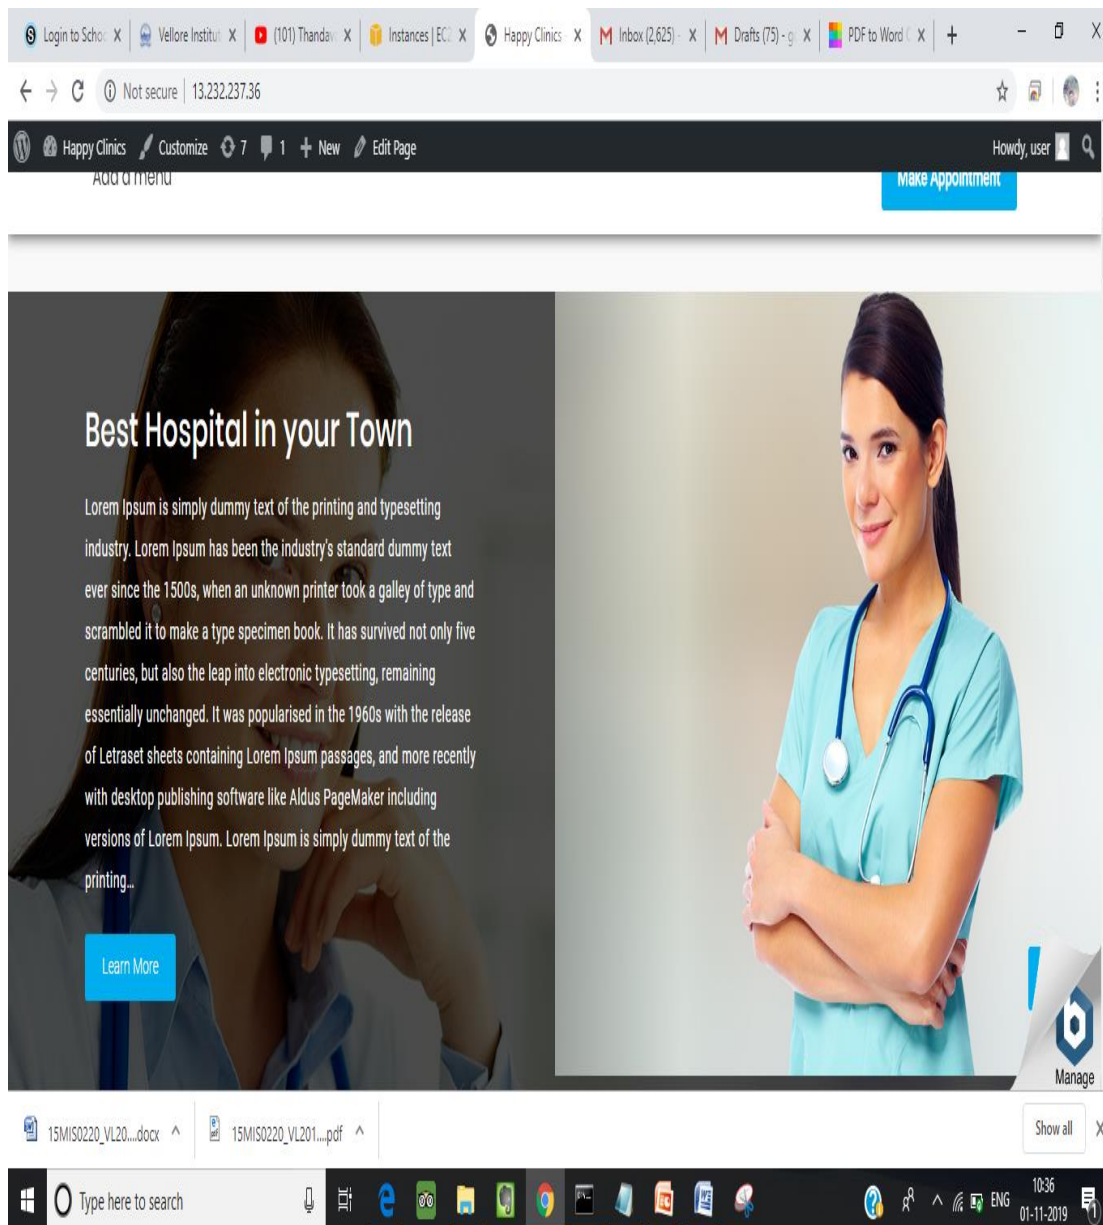 Login to Schoo
Vellore Institut
(101) Thandav
Instances | EC2
Happy Clinics
Inbox (2,625) -
Drafts (75) - g
PDF to Word C
Not secure | 13.232.237.36
Happy Clinics Customize 7 1 + New Edit Page Howdy, user
Add a menu Make Appointment
Best Hospital in your Town
Lorem Ipsum is simply dummy text of the printing and typesetting
industry. Lorem Ipsum has been the industry's standard dummy text
ever since the 1500s, when an unknown printer took a galley of type and
scrambled it to make a type specimen book. It has survived not only five
centuries, but also the leap into electronic typesetting, remaining
essentially unchanged. It was popularised in the 1960s with the release
of Letraset sheets containing Lorem Ipsum passages, and more recently
with desktop publishing software like Aldus PageMaker including
versions of Lorem Ipsum. Lorem Ipsum is simply dummy text of the
printing...
Learn More
Manage
15MIS0220_VL20....docx 15MIS0220_VL201....pdf Show all
Type here to search ENG 10:36
01-11-2019